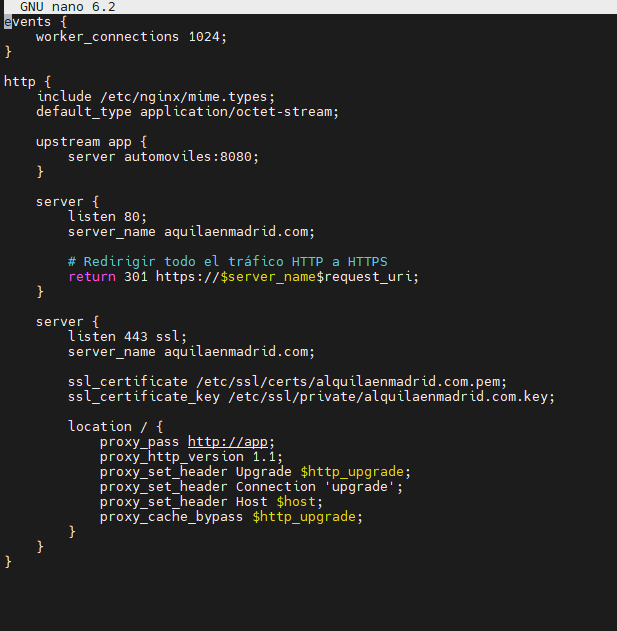 GNU nano 6.2
events {
    worker_connections 1024;
}

http {
    include /etc/nginx/mime.types;
    default_type application/octet-stream;

    upstream app {
        server automoviles:8080;
    }

    server {
        listen 80;
        server_name aquilaenmadrid.com;

        # Redirigir todo el tráfico HTTP a HTTPS
        return 301 https://$server_name$request_uri;
    }

    server {
        listen 443 ssl;
        server_name aquilaenmadrid.com;

        ssl_certificate /etc/ssl/certs/alquilaenmadrid.com.pem;
        ssl_certificate_key /etc/ssl/private/alquilaenmadrid.com.key;

        location / {
            proxy_pass http://app;
            proxy_http_version 1.1;
            proxy_set_header Upgrade $http_upgrade;
            proxy_set_header Connection 'upgrade';
            proxy_set_header Host $host;
            proxy_cache_bypass $http_upgrade;
        }
    }
}